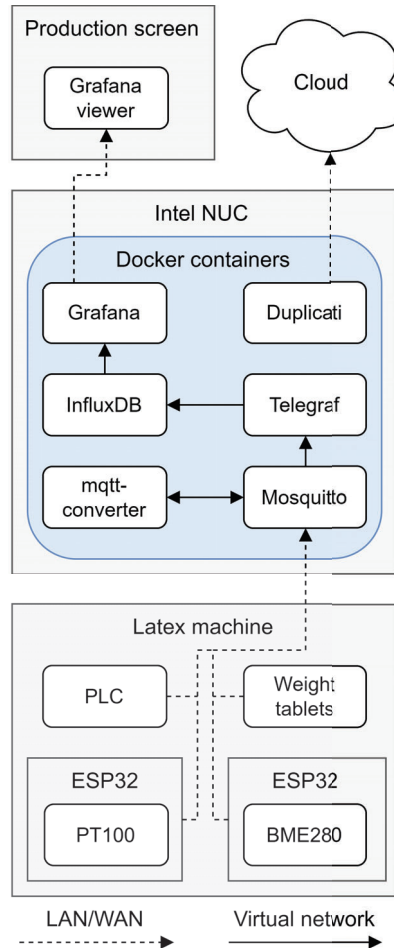 Production screen
Grafana
viewer
Cloud
Intel NUC
Docker containers
Grafana
Duplicati
InfluxDB
Telegraf
mqtt-
converter
Mosquitto
Latex machine
PLC
Weight
tablets
ESP32
ESP32
PT100
BME280
LAN/WAN
Virtual network